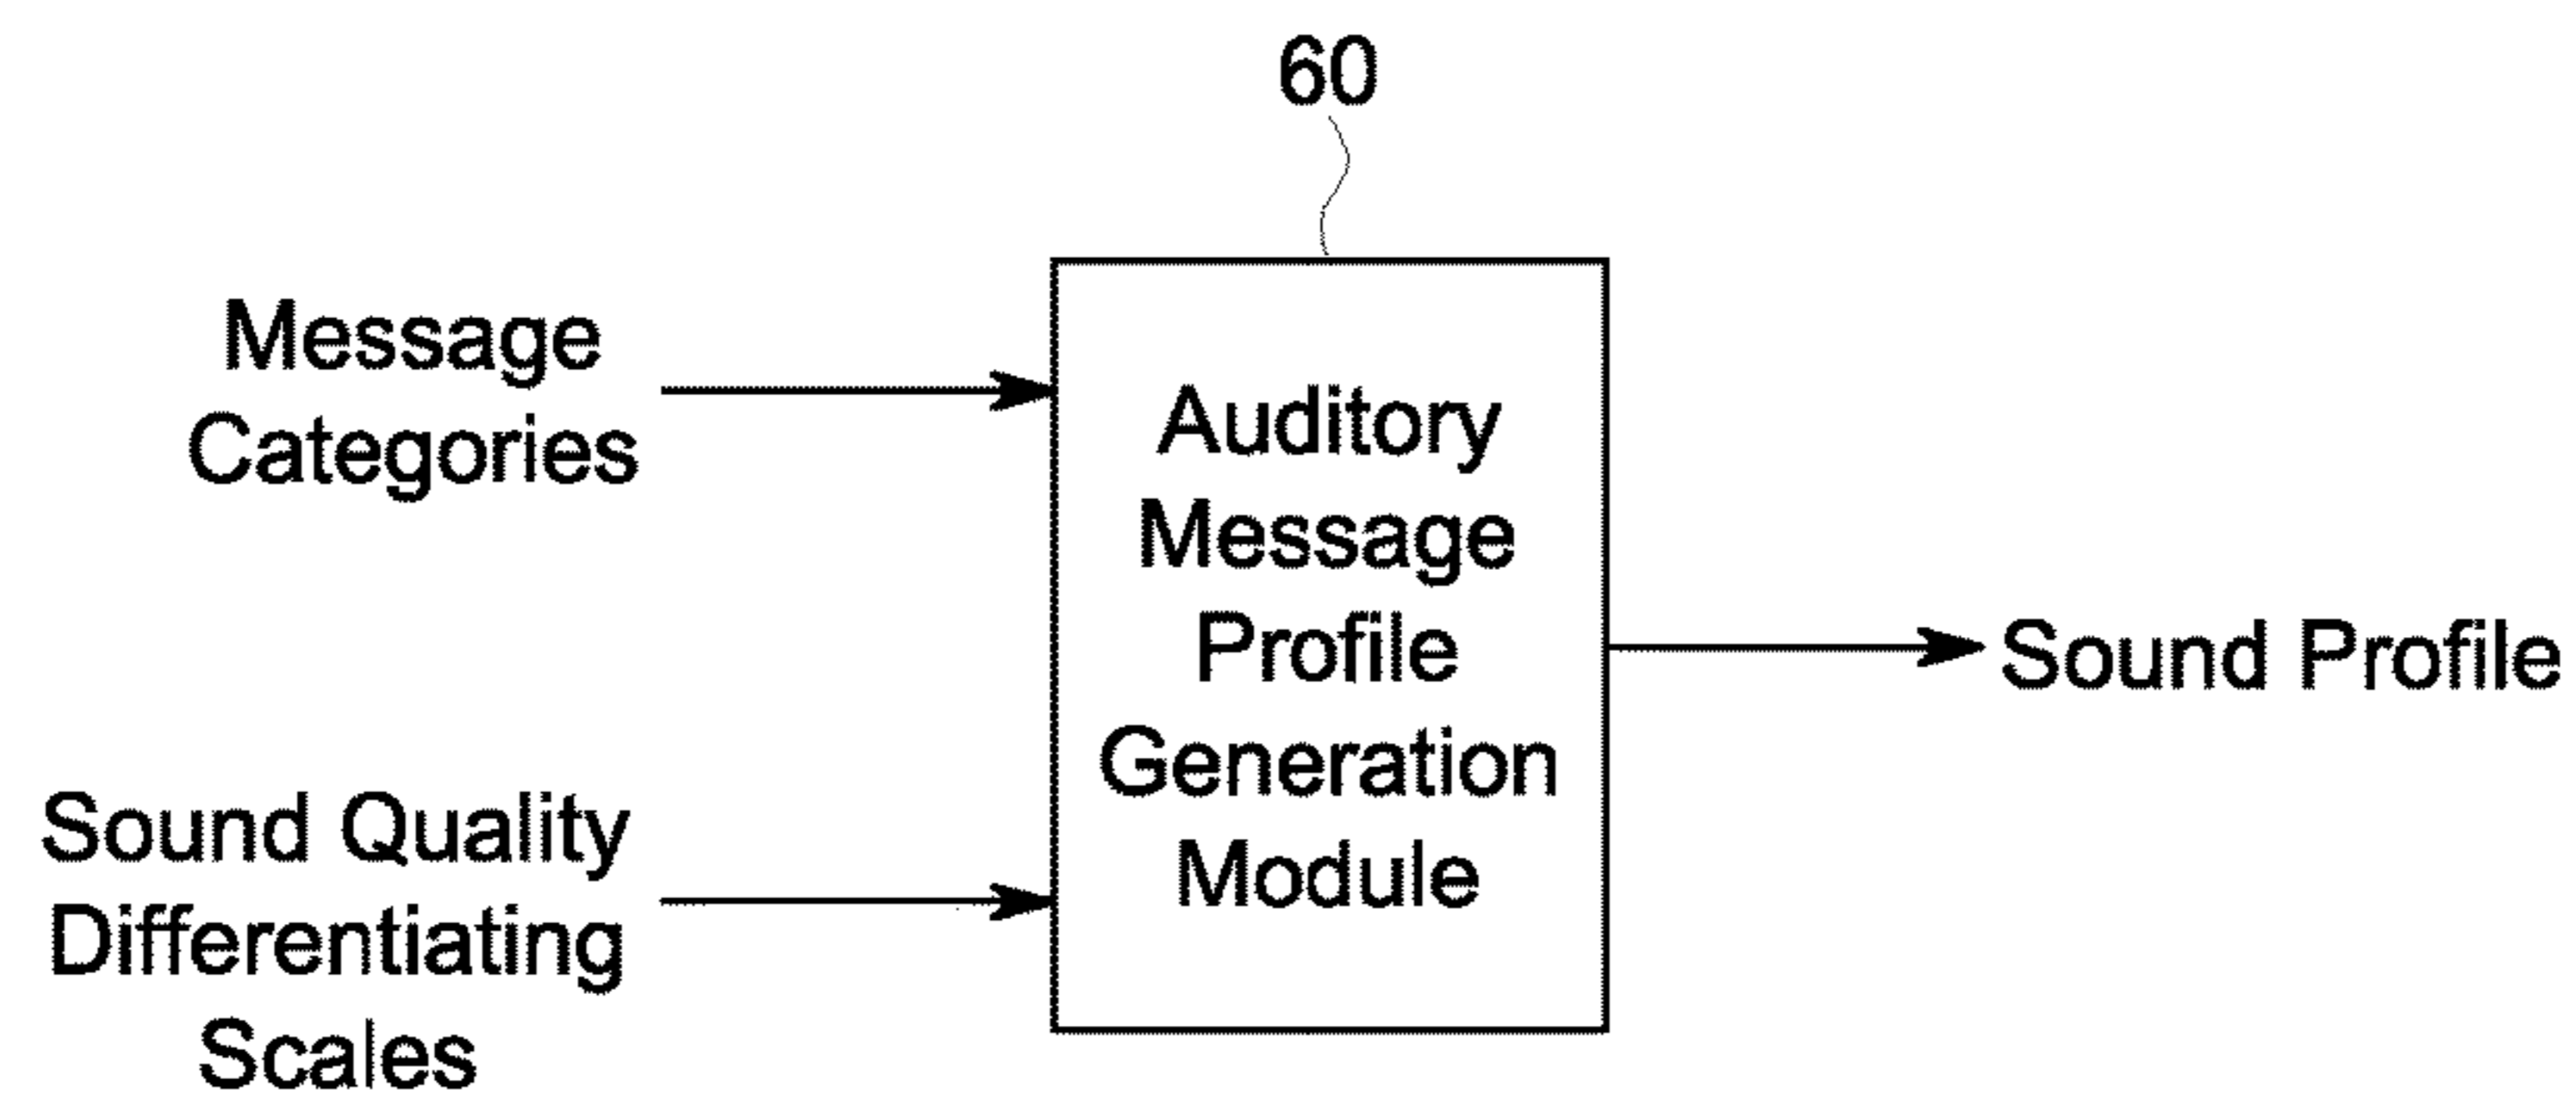 60
Message
Categories
Sound Quality
Differentiating
Scales
Auditory
Message
Profile
Generation
Module
Sound Profile